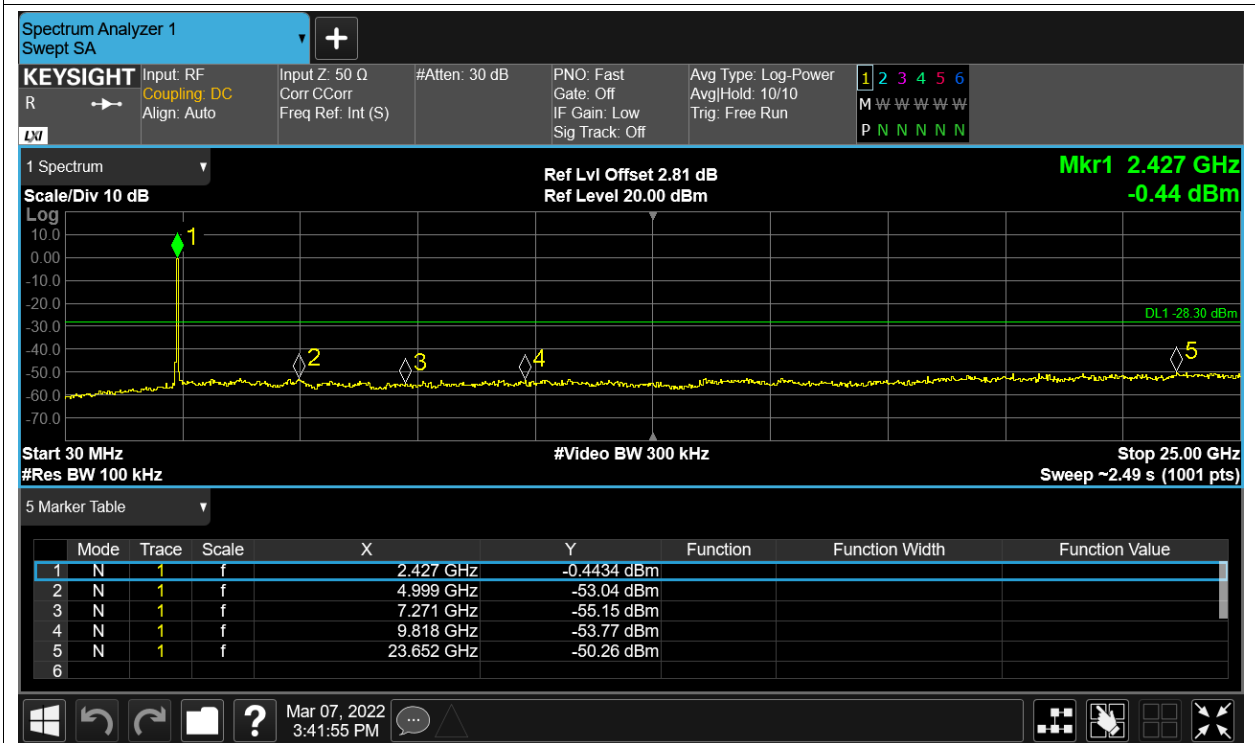 Spectrum Analyzer 1
Swept SA
KEYSIGHT Input: RF Input Z: 50 Ω #Atten: 30 dB PNO: Fast Avg Type: Log-Power 1 2 3 4 5 6
R Coupling: DC Corr CCorr Gate: Off Avg|Hold: 10/10 M W W W W W
Align: Auto Freq Ref: Int (S) IF Gain: Low Trig: Free Run
LXI Sig Track: Off P N N N N N
1 Spectrum Ref Lvl Offset 2.81 dB Mkr1 2.427 GHz
Scale/Div 10 dB Ref Level 20.00 dBm -0.44 dBm
Log
10.0 1
0.00
-10.0
-20.0
DL1 -28.30 dBm
-30.0
-40.0 2 3 4 5
-50.0
-60.0
-70.0
Start 30 MHz #Video BW 300 kHz Stop 25.00 GHz
#Res BW 100 kHz Sweep ~2.49 s (1001 pts)
5 Marker Table
Mode Trace Scale X Y Function Function Width Function Value
1 N 1 f 2.427 GHz -0.4434 dBm
2 N 1 f 4.999 GHz -53.04 dBm
3 N 1 f 7.271 GHz -55.15 dBm
4 N 1 f 9.818 GHz -53.77 dBm
5 N 1 f 23.652 GHz -50.26 dBm
6
? Mar 07, 2022
3:41:55 PM